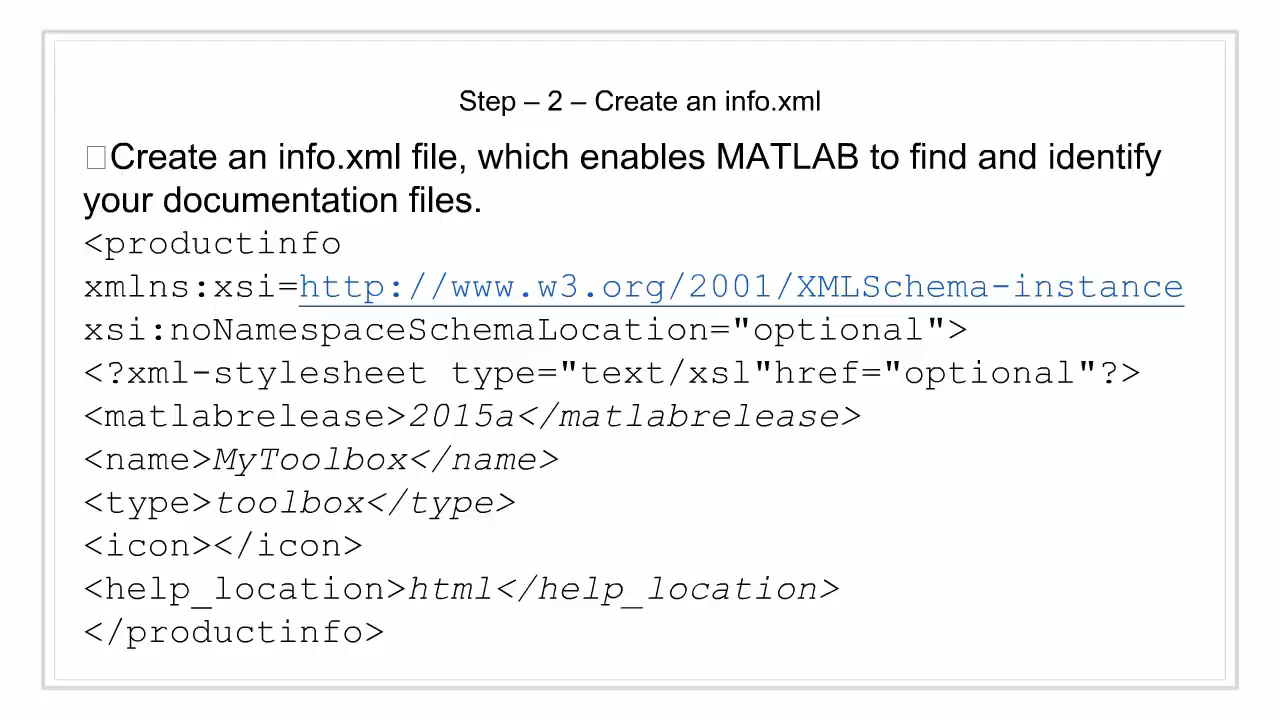 Step – 2 – Create an info.xml
Create an info.xml file, which enables MATLAB to find and identify
your documentation files.
<productinfo
xmlns:xsi=http://www.w3.org/2001/XMLSchema-instance
xsi:noNamespaceSchemaLocation="optional">
<?xml-stylesheet type="text/xsl"href="optional"?>
<matlabrelease>2015a</matlabrelease>
<name>MyToolbox</name>
<type>toolbox</type>
<icon></icon>
<help_location>html</help_location>
</productinfo>